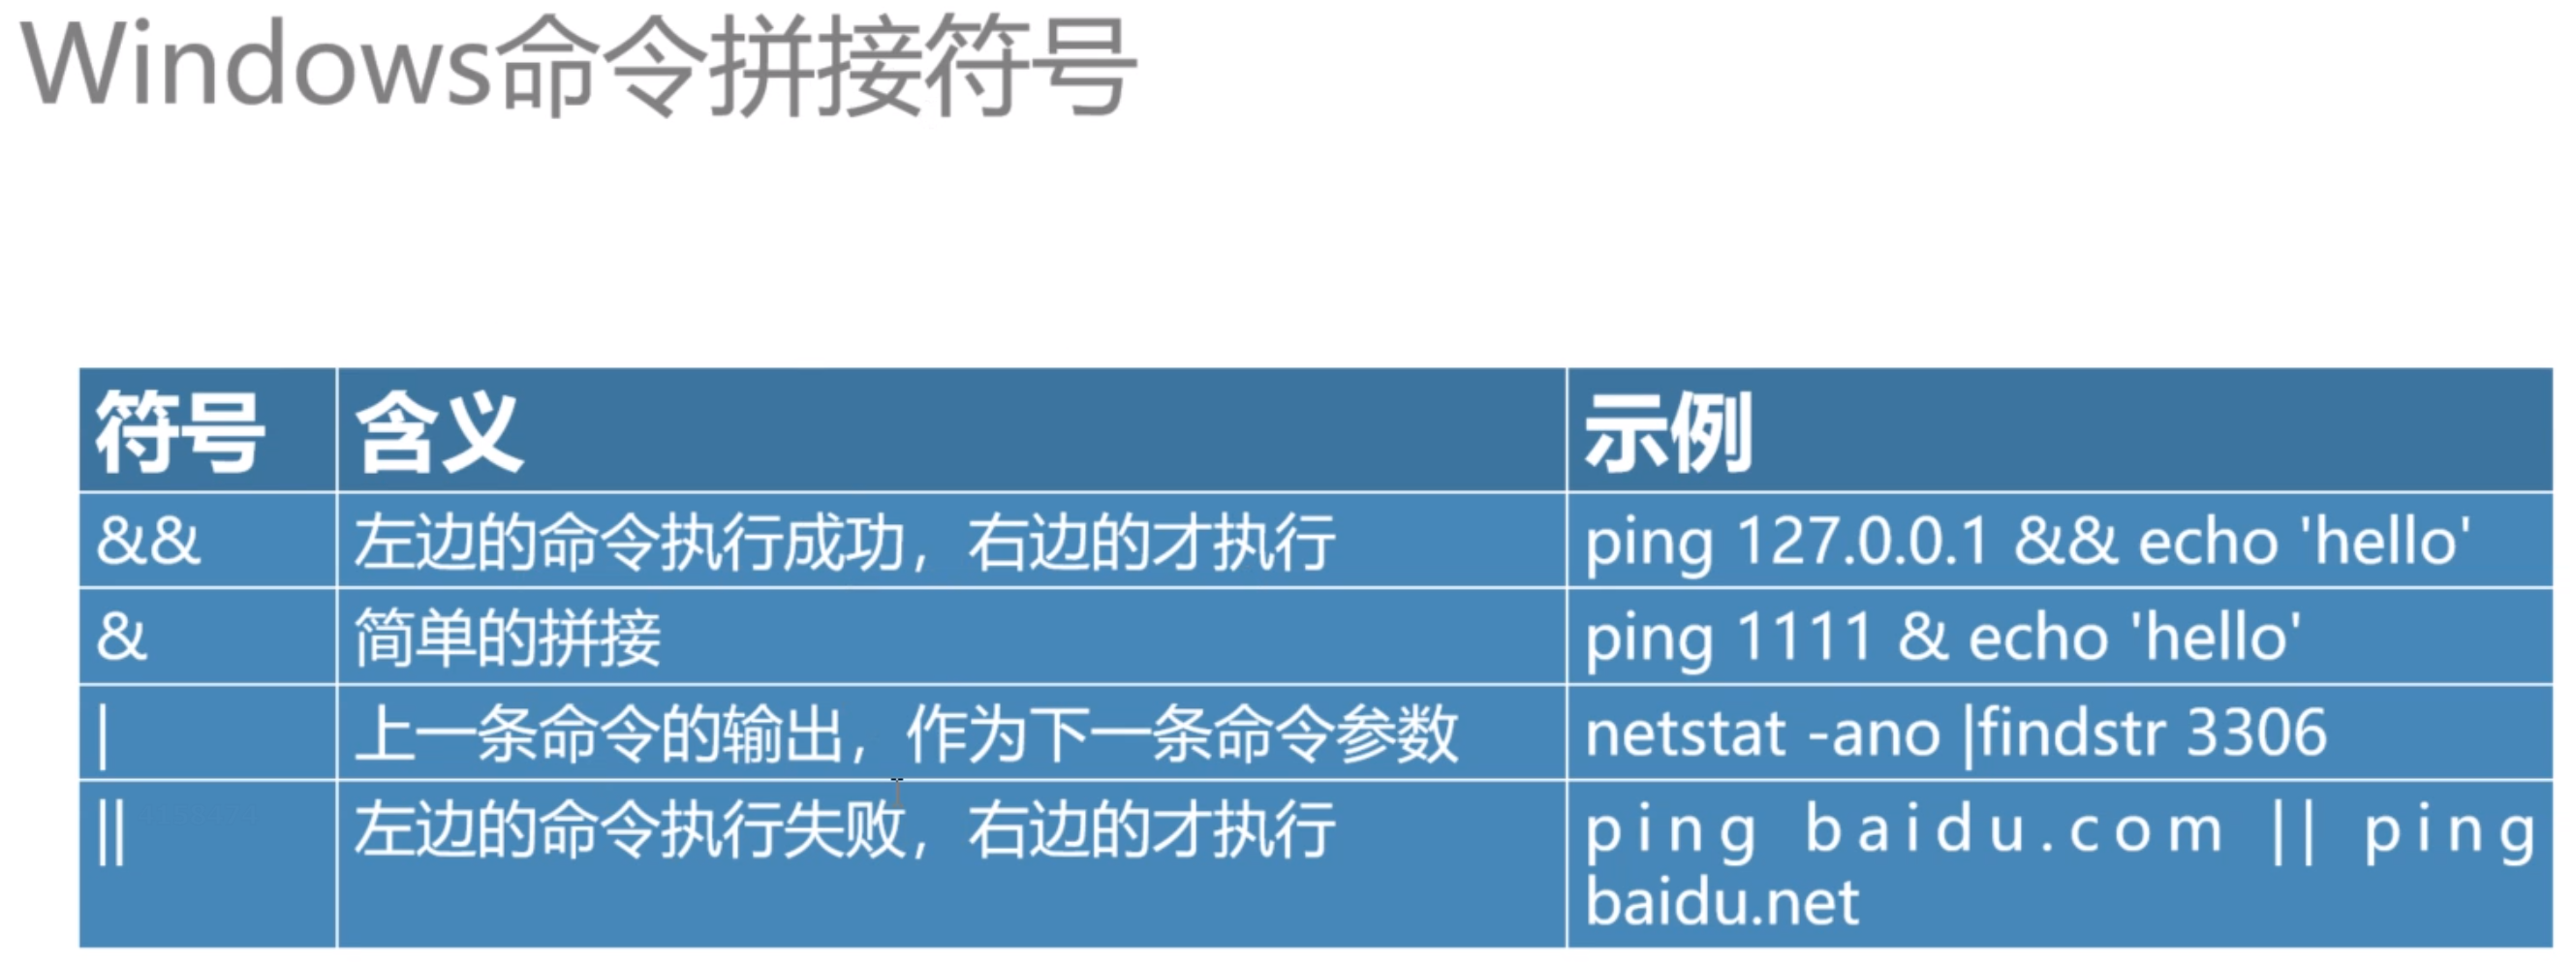 Windows命令拼接符号
符号 含义 示例
&& 左边的命令执行成功，右边的才执行 ping 127.0.0.1 && echo 'hello'
& 简单的拼接 ping 1111 & echo 'hello'
| 上一条命令的输出，作为下一条命令参数 netstat -ano |findstr 3306
|| 左边的命令执行失败，右边的才执行 ping baidu.com || ping
baidu.net